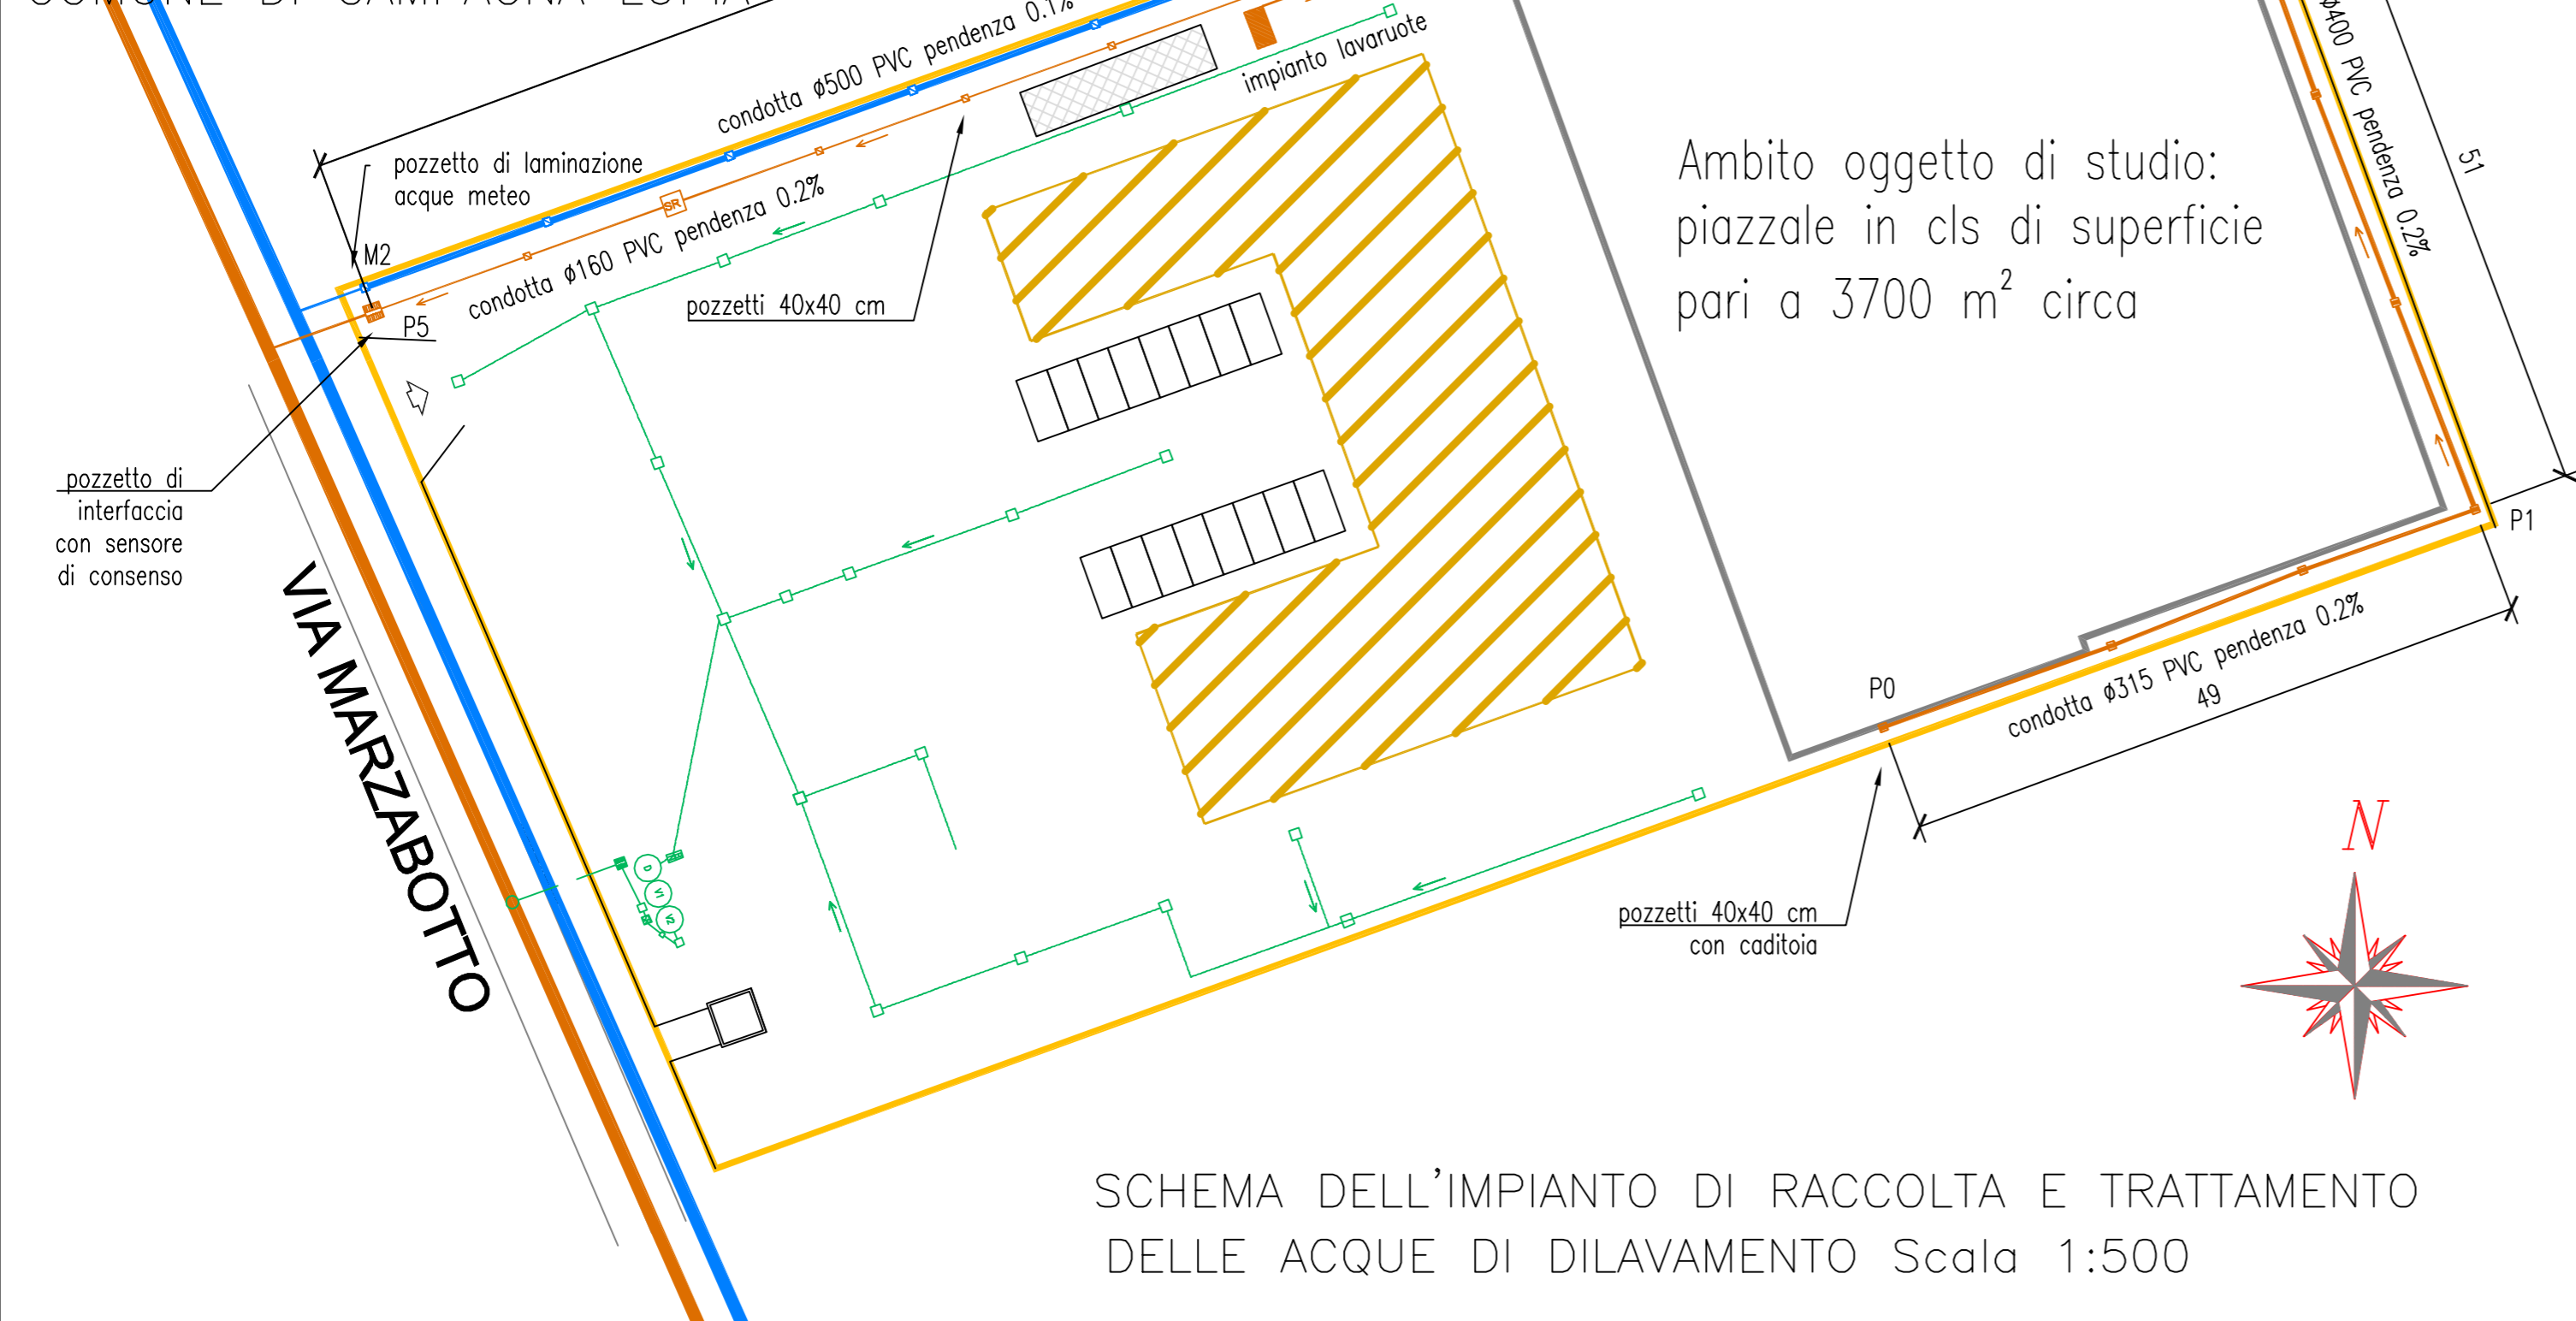 condotta ø500 PVC pendenza 0.1%
impianto lavaruote
ø400 PVC pendenza 0.2%
51
pozzetto di laminazione
acque meteo
M2
SR
condotta ø160 PVC pendenza 0.2%
pozzetti 40x40 cm
P5
Ambito oggetto di studio:
piazzale in cls di superficie
pari a 3700 m² circa
pozzetto di
interfaccia
con sensore
di consenso
VIA MARZABOTTO
P1
P0
condotta ø315 PVC pendenza 0.2%
49
D
V1
V2
pozzetti 40x40 cm
con caditoia
N
SCHEMA DELL'IMPIANTO DI RACCOLTA E TRATTAMENTO
DELLE ACQUE DI DILAVAMENTO Scala 1:500